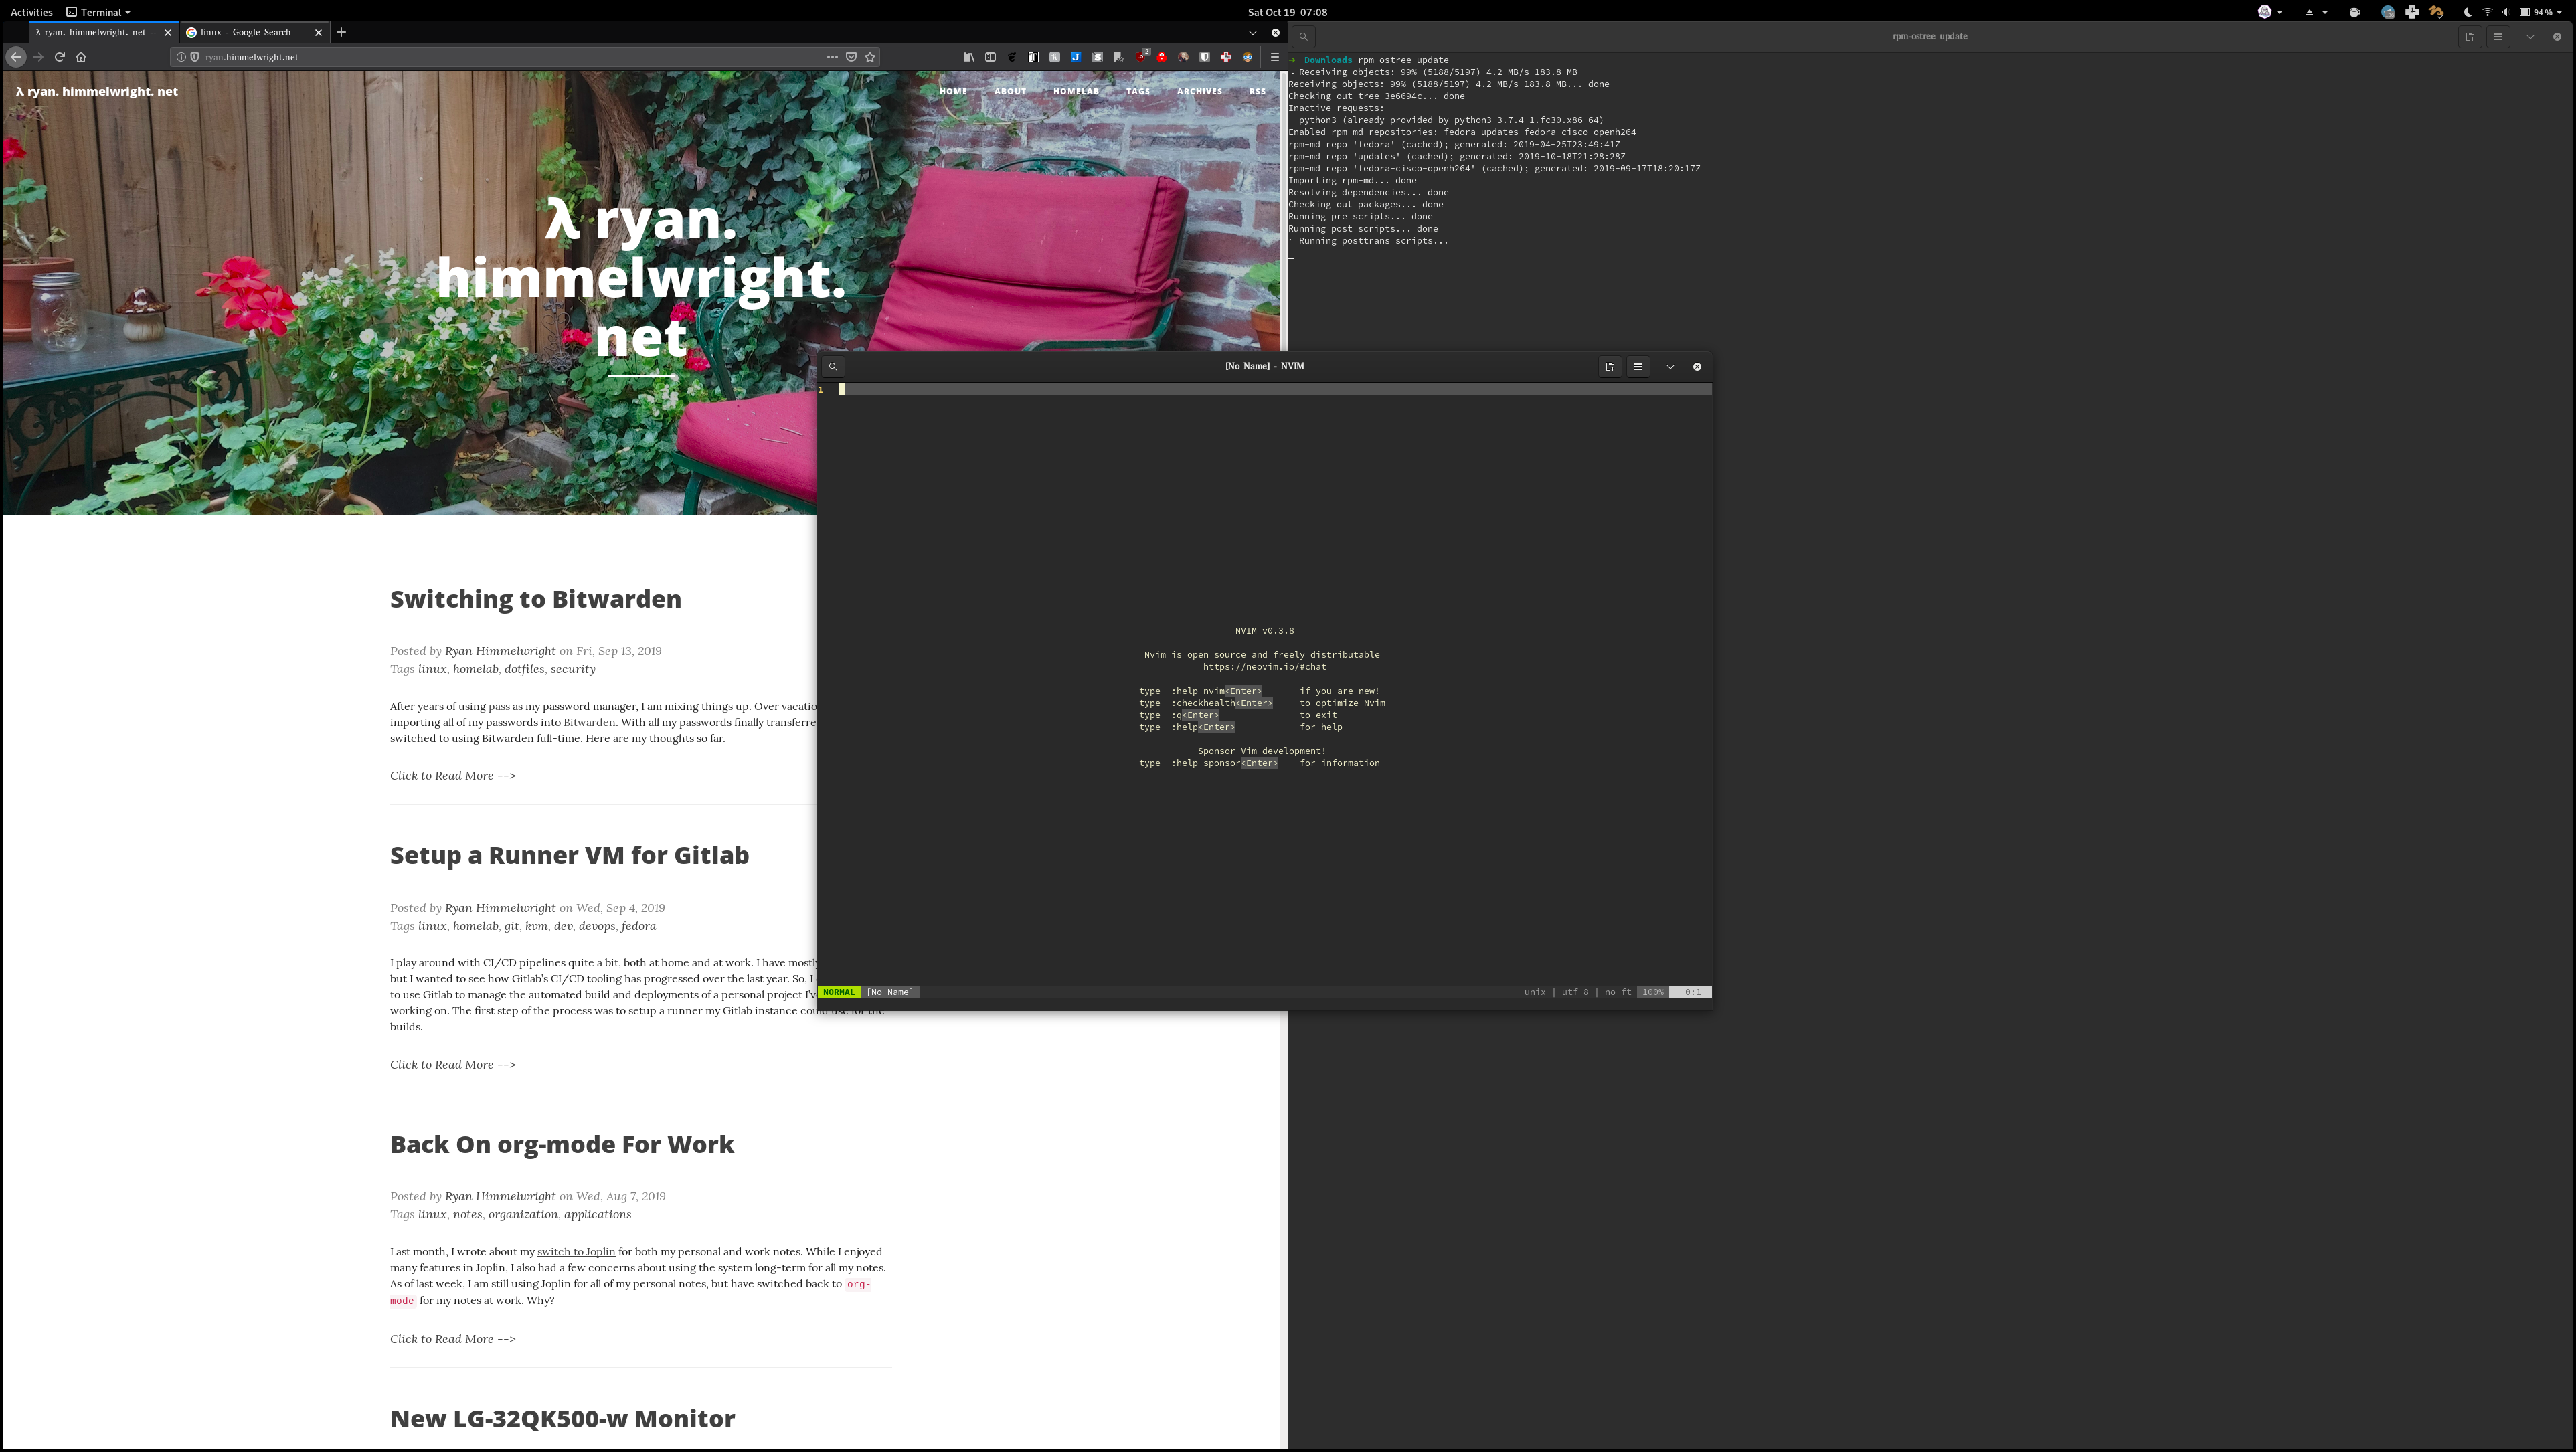 Activities Terminal Sat Oct 19 07:08 94 %
λ ryan. himmelwright. net linux - Google Search
ryan.himmelwright.net 2
λ ryan. himmelwright. net HOME ABOUT HOMELAB TAGS ARCHIVES RSS
λ ryan.
himmelwright.
net
Switching to Bitwarden
Posted by Ryan Himmelwright on Fri, Sep 13, 2019
Tags linux, homelab, dotfiles, security
After years of using pass as my password manager, I am mixing things up. Over
importing all of my passwords into Bitwarden. With all my passwords finally
switched to using Bitwarden full-time. Here are my thoughts so far.
Click to Read More -->
Setup a Runner VM for Gitlab
Posted by Ryan Himmelwright on Wed, Sep 4, 2019
Tags linux, homelab, git, kvm, dev, devops, fedora
I play around with CI/CD pipelines quite a bit, both at home and at work. I have
but I wanted to see how Gitlab's CI/CD tooling has progressed over the last year. So, I
to use Gitlab to manage the automated build and deployments of a personal project
working on. The first step of the process was to setup a runner my Gitlab instance could use for the
builds.
Click to Read More -->
Back On org-mode For Work
Posted by Ryan Himmelwright on Wed, Aug 7, 2019
Tags linux, notes, organization, applications
Last month, I wrote about my switch to Joplin for both my personal and work notes. While I enjoyed
many features in Joplin, I also had a few concerns about using the system long-term for all my notes.
As of last week, I am still using Joplin for all of my personal notes, but have switched back to org-
mode for my notes at work. Why?
Click to Read More -->
New LG-32QK500-w Monitor
rpm-ostree update
➜ Downloads rpm-ostree update
⠠ Receiving objects: 99% (5188/5197) 4.2 MB/s 183.8 MB
Receiving objects: 99% (5188/5197) 4.2 MB/s 183.8 MB... done
Checking out tree 3e6694c... done
Inactive requests:
python3 (already provided by python3-3.7.4-1.fc30.x86_64)
Enabled rpm-md repositories: fedora updates fedora-cisco-openh264
rpm-md repo 'fedora' (cached); generated: 2019-04-25T23:49:41Z
rpm-md repo 'updates' (cached); generated: 2019-10-18T21:28:28Z
rpm-md repo 'fedora-cisco-openh264' (cached); generated: 2019-09-17T18:20:17Z
Importing rpm-md... done
Resolving dependencies... done
Checking out packages... done
Running pre scripts... done
Running post scripts... done
⠁ Running posttrans scripts...
[No Name] - NVIM
1
NVIM v0.3.8
Nvim is open source and freely distributable
https://neovim.io/#chat
type :help nvim<Enter> if you are new!
type :checkhealth<Enter> to optimize Nvim
type :q<Enter> to exit
type :help<Enter> for help
Sponsor Vim development!
type :help sponsor<Enter> for information
NORMAL [No Name] unix | utf-8 | no ft 100% 0:1